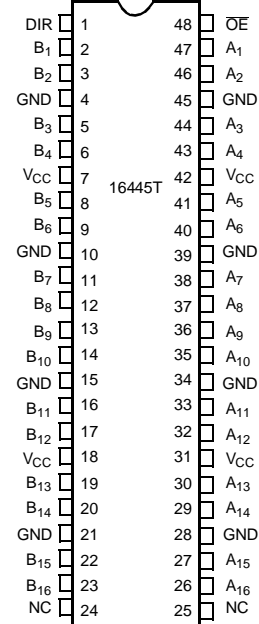 DIR 1 48 OE
B1 2 47 A1
B2 3 46 A2
GND 4 45 GND
B3 5 44 A3
B4 6 43 A4
VCC 7 16445T 42 VCC
B5 8 41 A5
B6 9 40 A6
GND 10 39 GND
B7 11 38 A7
B8 12 37 A8
B9 13 36 A9
B10 14 35 A10
GND 15 34 GND
B11 16 33 A11
B12 17 32 A12
VCC 18 31 VCC
B13 19 30 A13
B14 20 29 A14
GND 21 28 GND
B15 22 27 A15
B16 23 26 A16
NC 24 25 NC